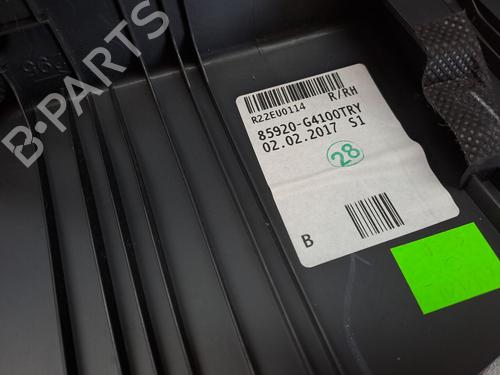 R22EU0114 R/RH
85920-G4100TRY
02.02.2017 S1
28
B
B-PARTS